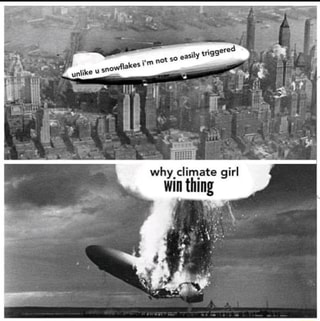 unlike u snowflakes i'm not so easily triggered
why climate girl
win thing